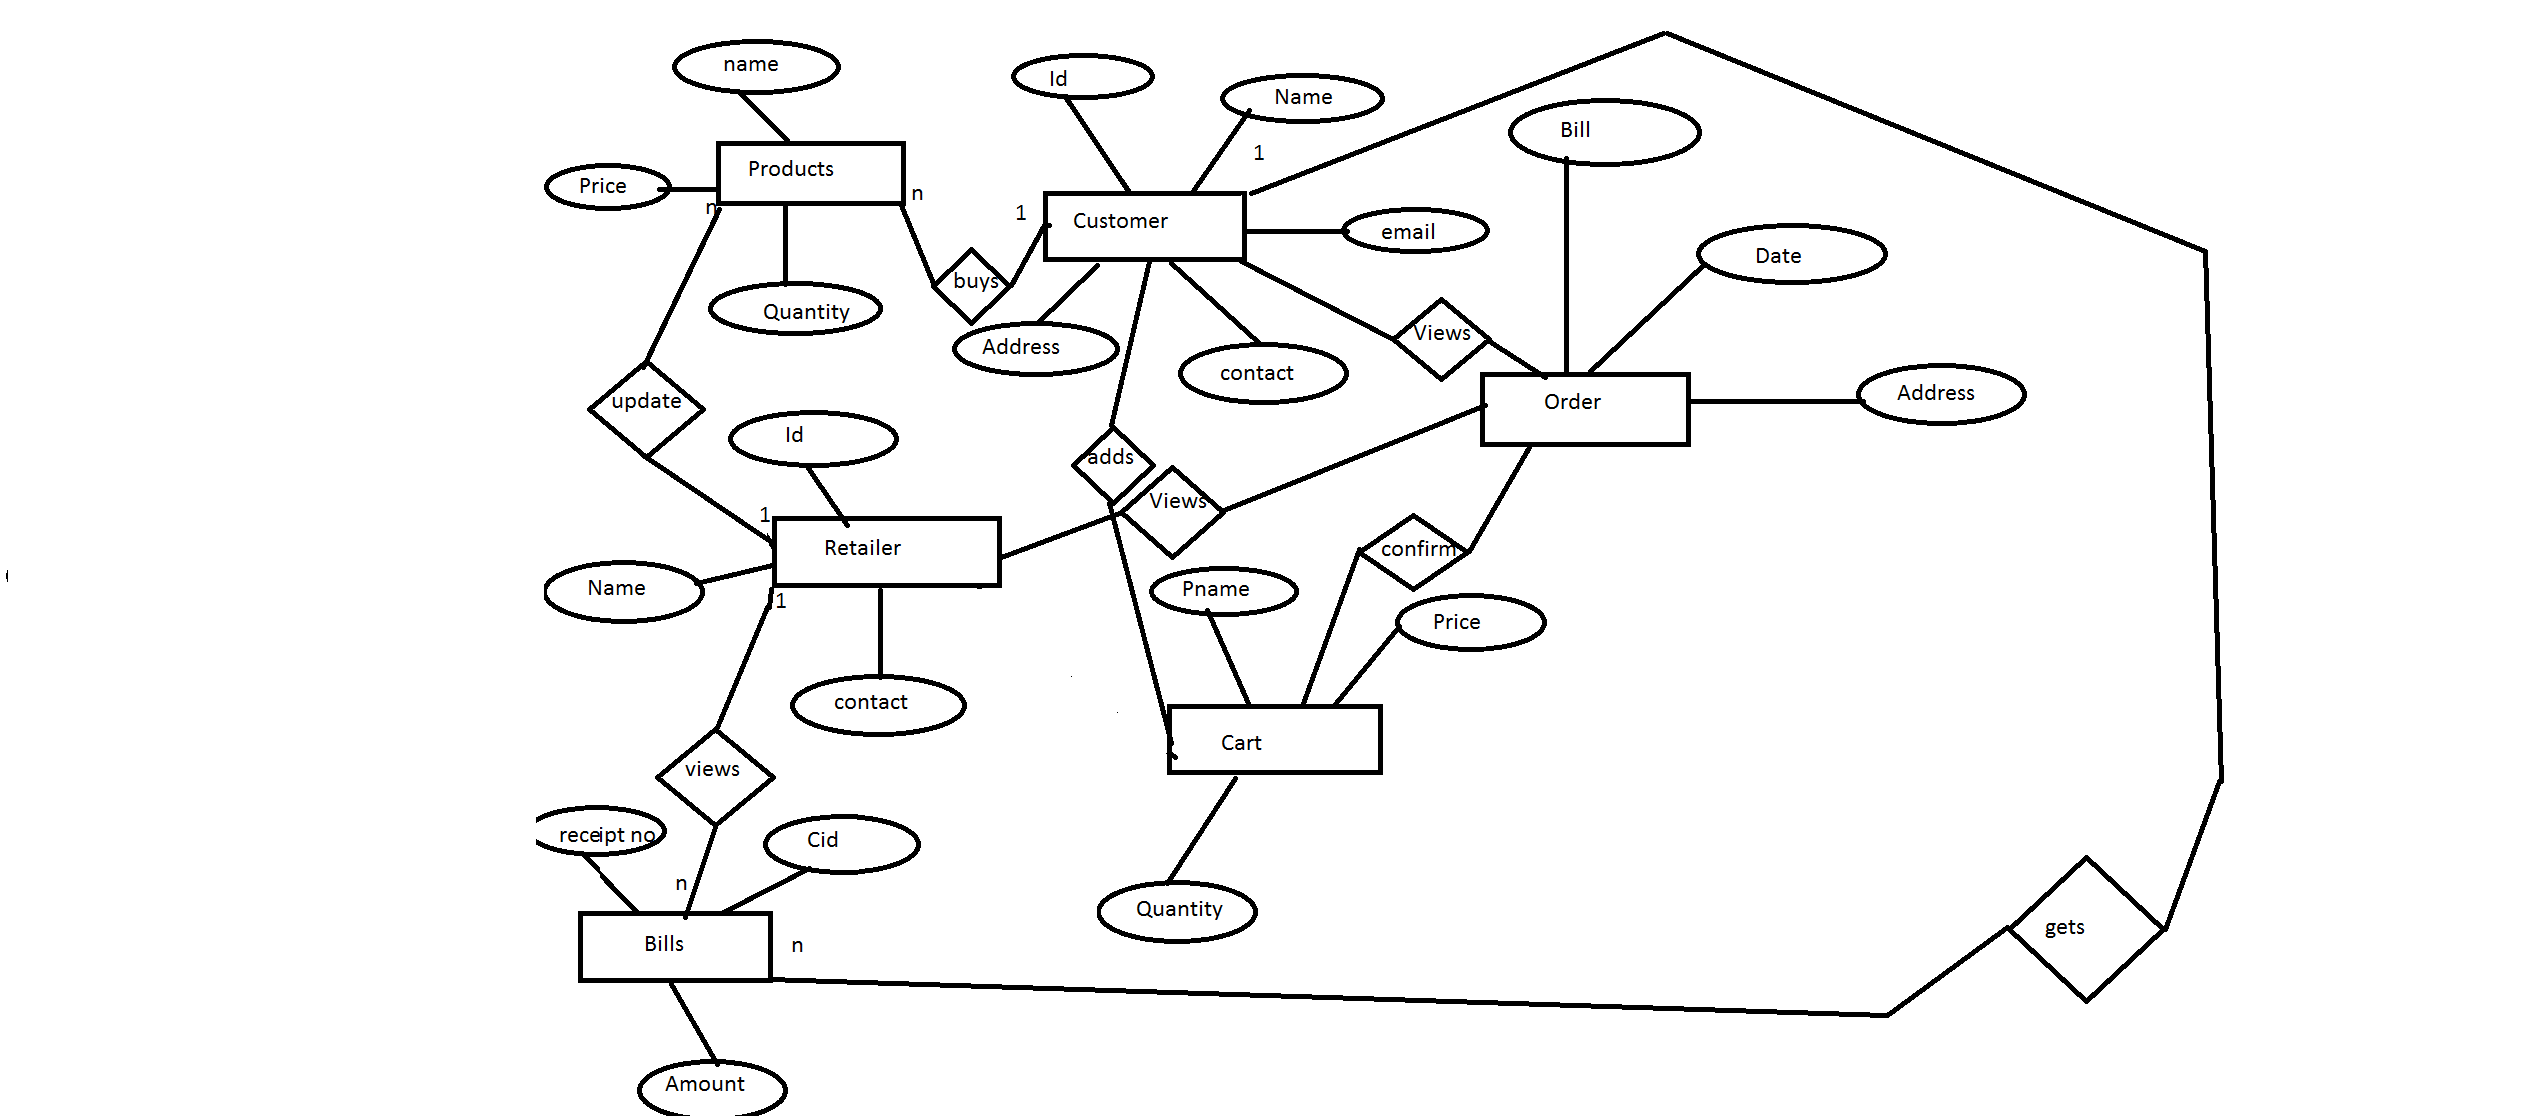 name
Id
Name
Bill
1
Products
Price
n
n
1
Customer
email
Date
buys
Quantity
Address
contact
Views
update
Order
Address
Id
adds
Views
1
Retailer
confirm
Name
1
Pname
Price
contact
Cart
views
receipt no
Cid
n
Quantity
gets
Bills
n
Amount